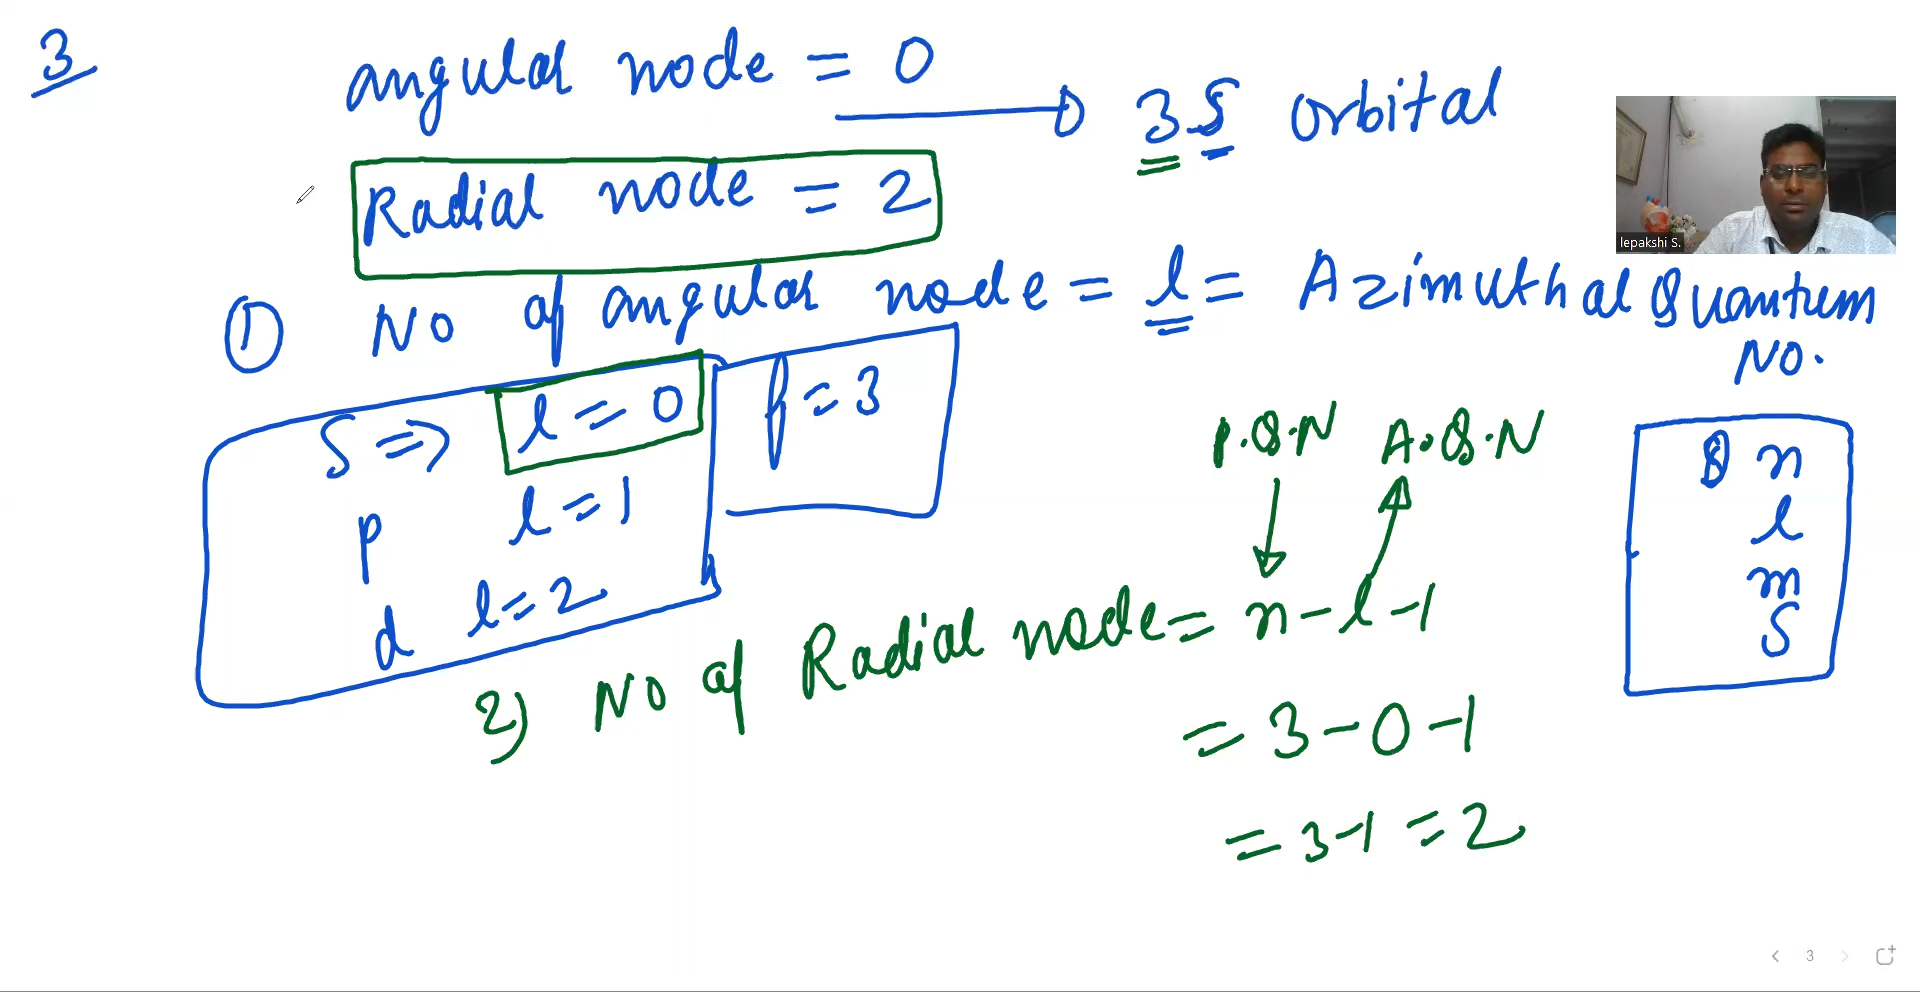 3
angular node = 0
3S orbital
Radial node = 2
lepakshi S.
① No of angular node = l = Azimuthal Quantum No.
S => l = 0
f = 3
p l = 1
d l = 2
P.Q.N A.Q.N
n
l
m
S
2) No of Radial node = n - l - 1
= 3 - 0 - 1
= 3 - 1 = 2
3